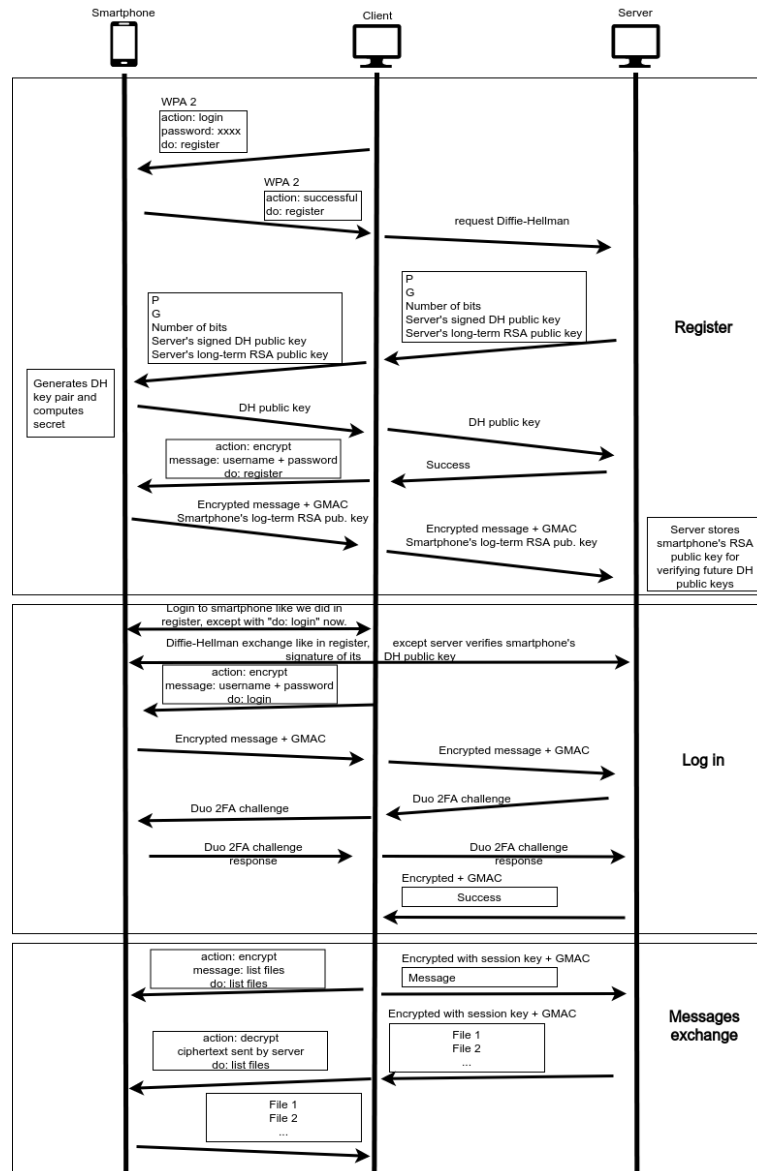 Smartphone
Client
Server
WPA 2
action: login
password: xxxx
do: register
WPA 2
action: successful
do: register
request Diffie-Hellman
P
G
Number of bits
Server's signed DH public key
Server's long-term RSA public key
P
G
Number of bits
Server's signed DH public key
Server's long-term RSA public key
Register
Generates DH
key pair and
computes
secret
DH public key
DH public key
action: encrypt
message: username + password
do: register
Success
Encrypted message + GMAC
Smartphone's log-term RSA pub. key
Encrypted message + GMAC
Smartphone's log-term RSA pub. key
Server stores
smartphone's RSA
public key for
verifying future DH
public keys
Login to smartphone like we did in
register, except with "do: login" now.
Diffie-Hellman exchange like in register, except server verifies smartphone's
signature of its DH public key
action: encrypt
message: username + password
do: login
Encrypted message + GMAC
Encrypted message + GMAC
Log in
Duo 2FA challenge
Duo 2FA challenge
Duo 2FA challenge
response
Duo 2FA challenge
response
Encrypted + GMAC
Success
action: encrypt
message: list files
do: list files
Encrypted with session key + GMAC
Message
Messages
exchange
Encrypted with session key + GMAC
File 1
File 2
...
action: decrypt
ciphertext sent by server
do: list files
File 1
File 2
...